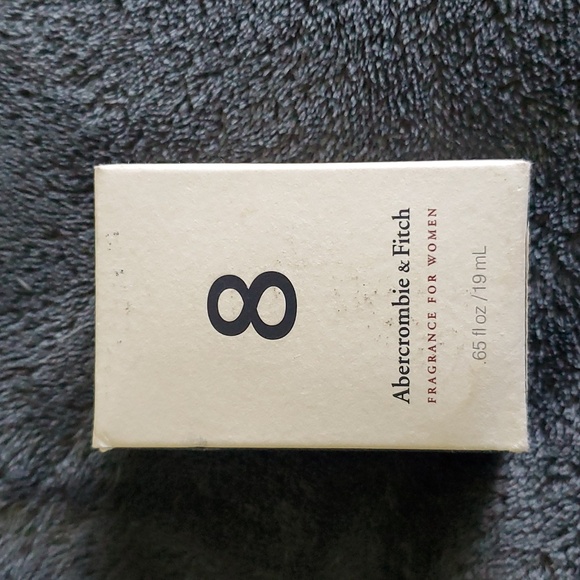 8
Abercrombie & Fitch
FRAGRANCE FOR WOMEN
.65 fl oz / 19 mL